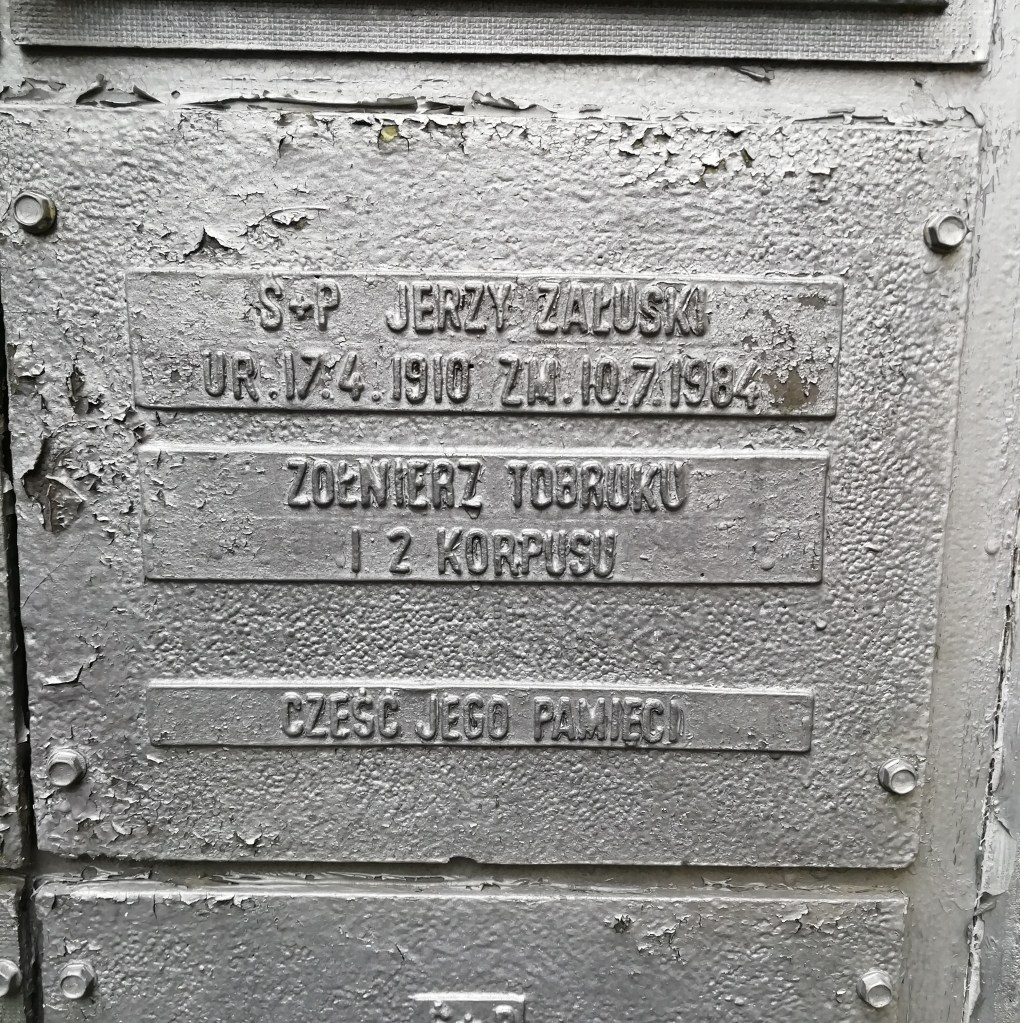 S+P JERZY ZAŁUSKI
UR.17.4.1910 ZM.10.7.1984
ŻOŁNIERZ TOBRUKU
I 2 KORPUSU
CZEŚĆ JEGO PAMIĘCI